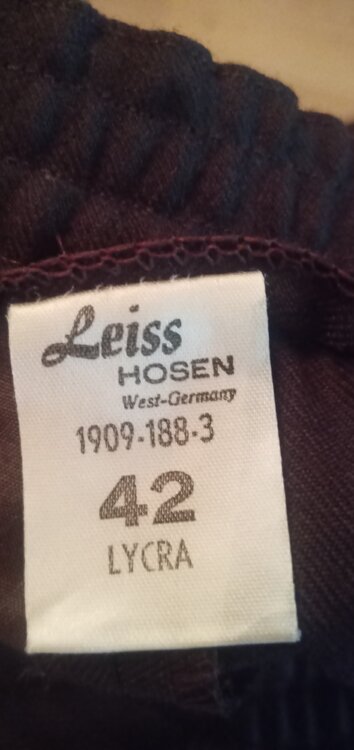 Leiss
HOSEN
West-Germany
1909-188-3
42
LYCRA